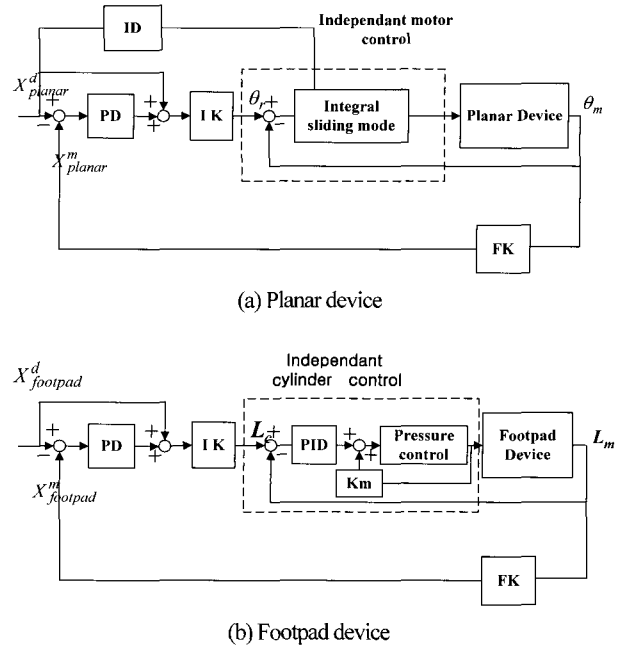 ID
Independant motor
control
X^d_planar
θ_r
θ_m
+
+
+
+
−
−
PD
I K
Integral
sliding mode
Planar Device
X^m_planar
FK
(a) Planar device
Independant
cylinder control
X^d_footpad
+
+
+
+
+
+
−
−
PD
I K
PID
Pressure
control
Footpad
Device
L_m
Km
X^m_footpad
FK
(b) Footpad device